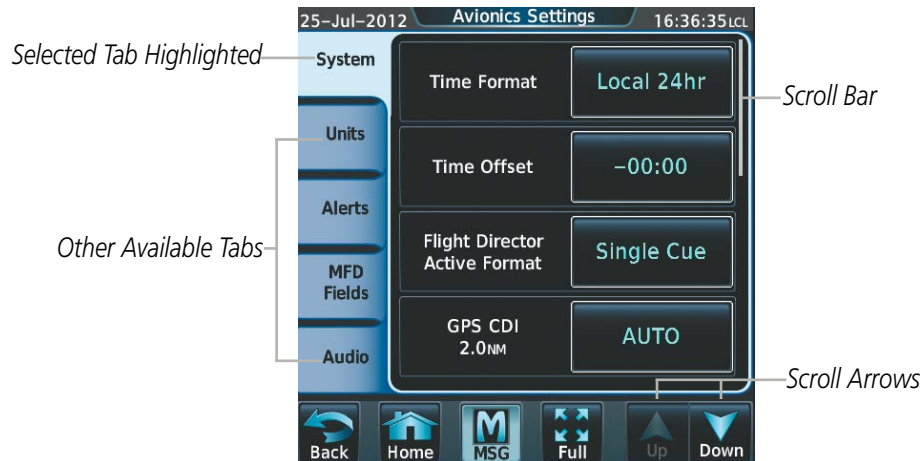 25-Jul-2012 Avionics Settings 16:36:35LCL
Selected Tab Highlighted
System
Time Format
Local 24hr
Scroll Bar
Units
Time Offset
-00:00
Alerts
Other Available Tabs
Flight Director
Active Format
Single Cue
MFD
Fields
GPS CDI
2.0NM
AUTO
Audio
Scroll Arrows
Back
Home
M
MSG
Full
Up
Down